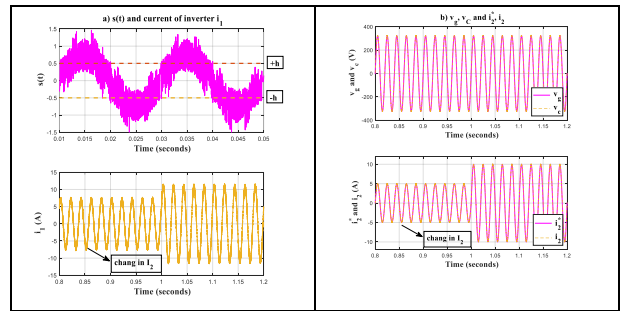 a) s(t) and current of inverter i1
1.5
1
0.5
0
-0.5
-1
-1.5
s(t)
+h
-h
0.01 0.015 0.02 0.025 0.03 0.035 0.04 0.045 0.05
Time (seconds)
15
10
5
0
-5
-10
-15
i1 (A)
chang in I2
0.8 0.85 0.9 0.95 1 1.05 1.1 1.15 1.2
Time (seconds)
b) vg, vC and i2*, i2
400
200
0
-200
-400
vg and vc (V)
vg
vc
0.8 0.85 0.9 0.95 1 1.05 1.1 1.15 1.2
Time (seconds)
10
5
0
-5
-10
i2* and i2 (A)
chang in I2
i2*
i2
0.8 0.85 0.9 0.95 1 1.05 1.1 1.15 1.2
Time (seconds)